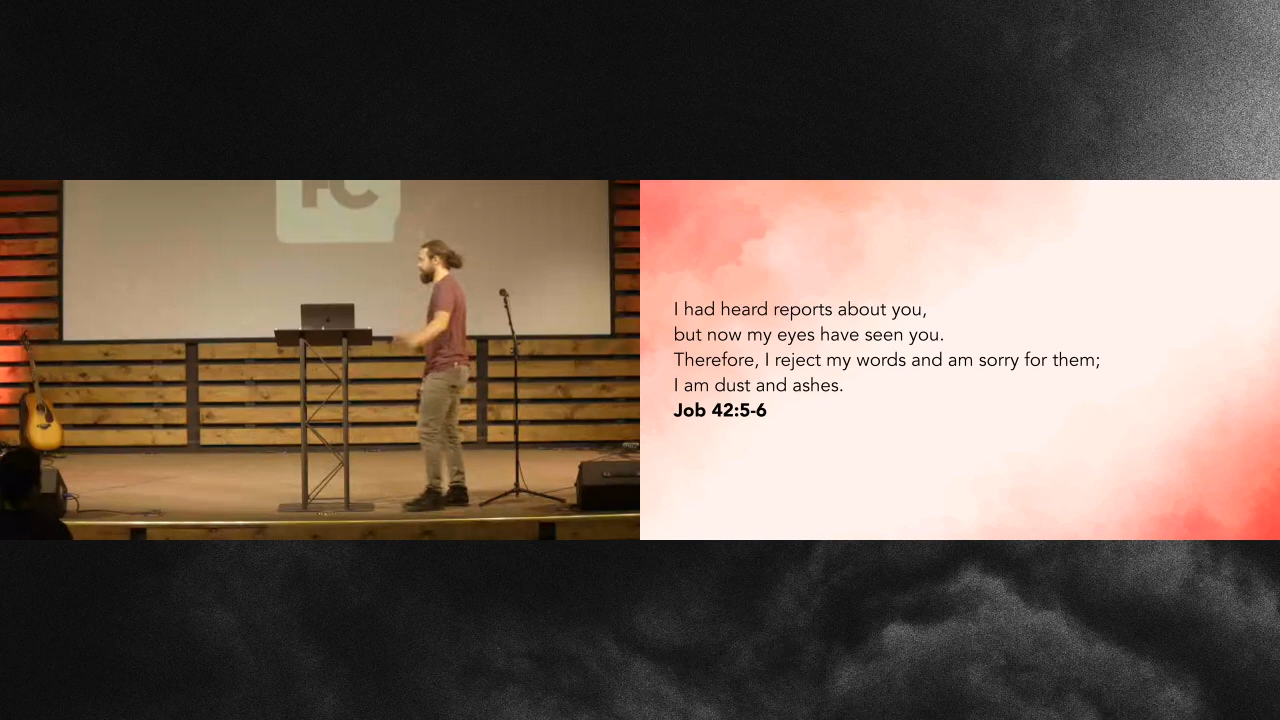 FC
I had heard reports about you,
but now my eyes have seen you.
Therefore, I reject my words and am sorry for them;
I am dust and ashes.
Job 42:5-6